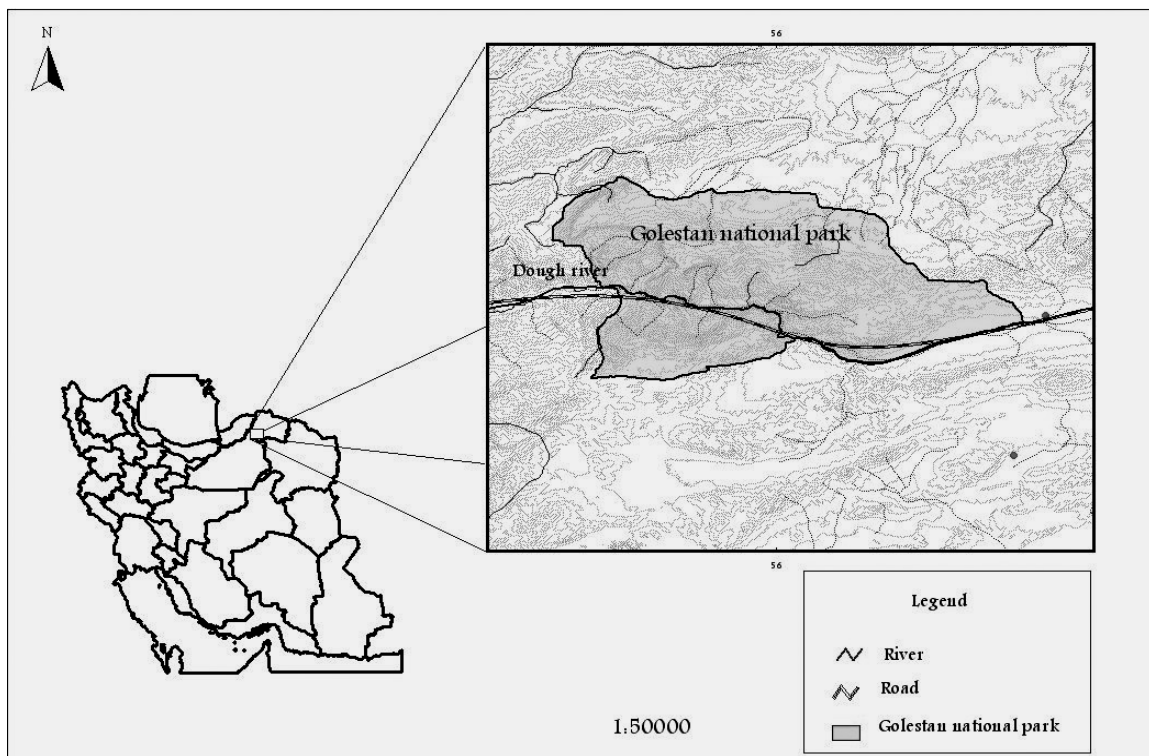 N
56
Golestan national park
Dough river
56
Legend
River
Road
Golestan national park
1:50000